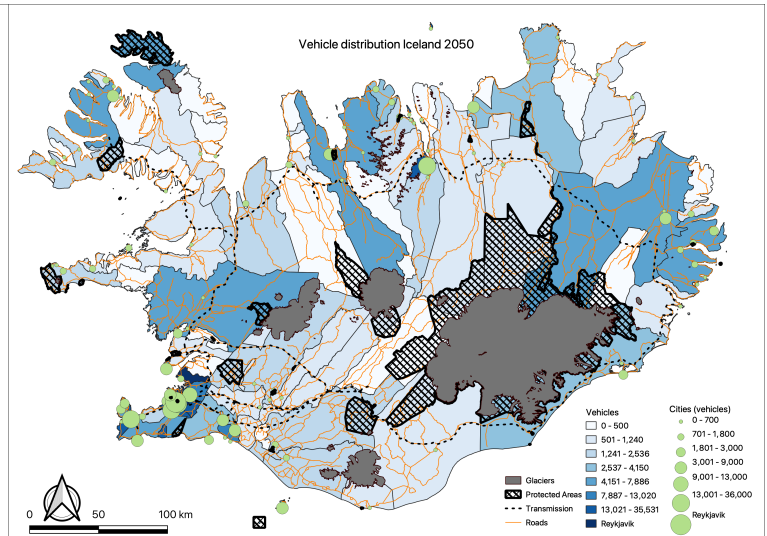 Vehicle distribution Iceland 2050
Vehicles
0 - 500
501 - 1,240
1,241 - 2,536
2,537 - 4,150
4,151 - 7,886
7,887 - 13,020
13,021 - 35,531
Reykjavik
Cities (vehicles)
0 - 700
701 - 1,800
1,801 - 3,000
3,001 - 9,000
9,001 - 13,000
13,001 - 36,000
Reykjavik
Glaciers
Protected Areas
Transmission
Roads
0 50 100 km